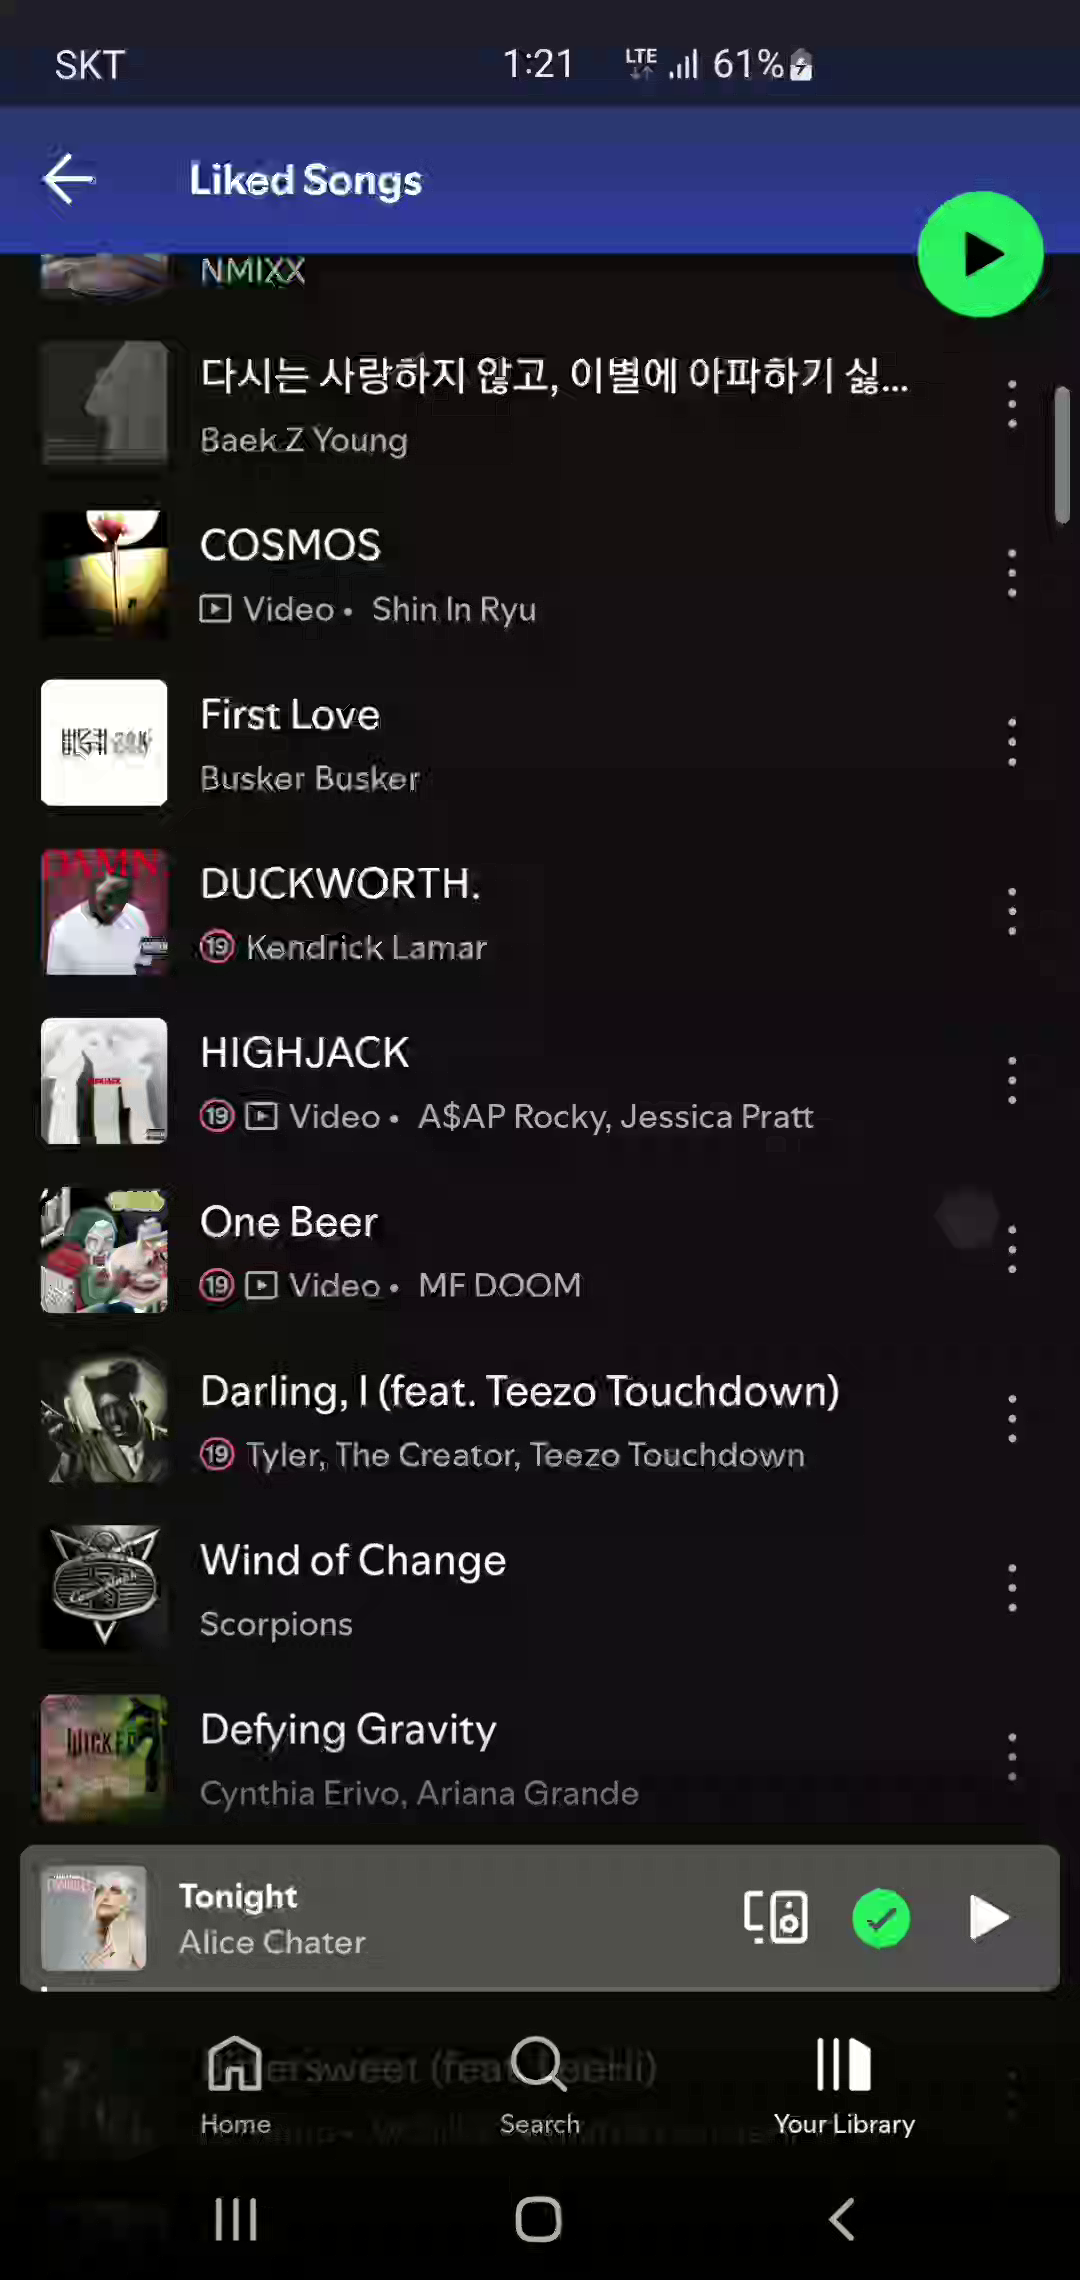 SKT
1:21
LTE
61%
Liked Songs
NMIXX
다시는 사랑하지 않고, 이별에 아파하기 싫...
Baek Z Young
COSMOS
Video • Shin In Ryu
First Love
Busker Busker
DAMN.
DUCKWORTH.
19 Kendrick Lamar
HIGHJACK
19 Video • A$AP Rocky, Jessica Pratt
One Beer
19 Video • MF DOOM
Darling, I (feat. Teezo Touchdown)
19 Tyler, The Creator, Teezo Touchdown
Wind of Change
Scorpions
WICKED
Defying Gravity
Cynthia Erivo, Ariana Grande
Tonight
Alice Chater
Home
Search
Your Library